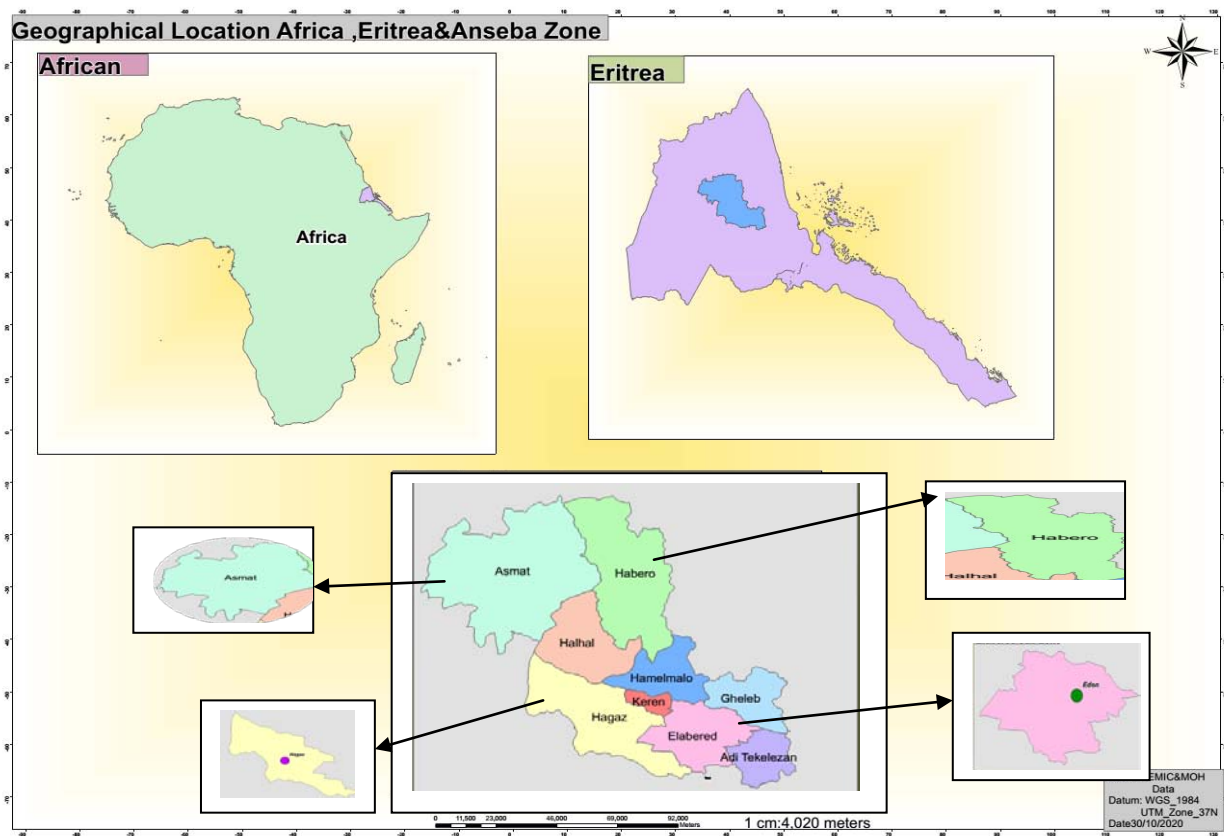 Geographical Location Africa ,Eritrea&Anseba Zone
N
W E
S
African
Eritrea
Africa
Asmat
Habero
Halhal
Hamelmalo
Keren
Gheleb
Hagaz
Elabered
Adi Tekelezan
Asmat
H
Habero
Halhal
Hagaz
Eden
EMIC&MOH
Data
Datum: WGS_1984
UTM_Zone_37N
Date30/10/2020
0 11,500 23,000 46,000 69,000 92,000
Meters
1 cm:4,020 meters